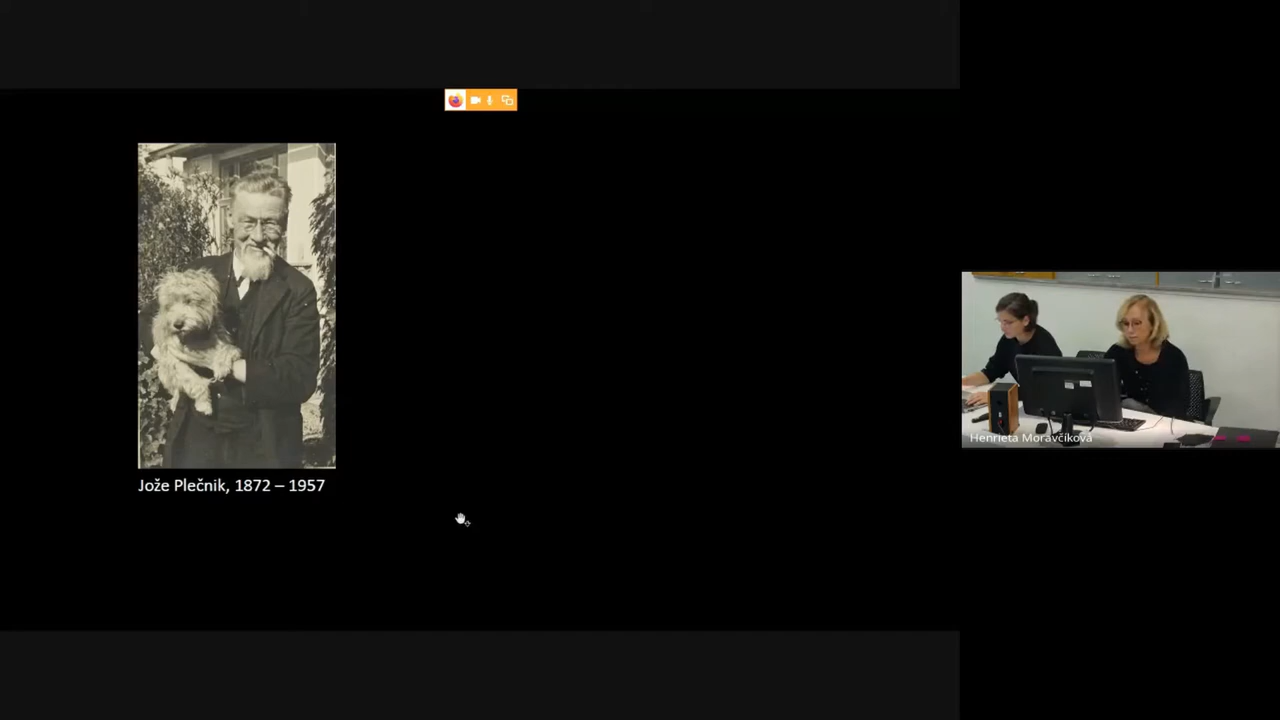 Jože Plečnik, 1872 – 1957
Henrieta Moravčíková